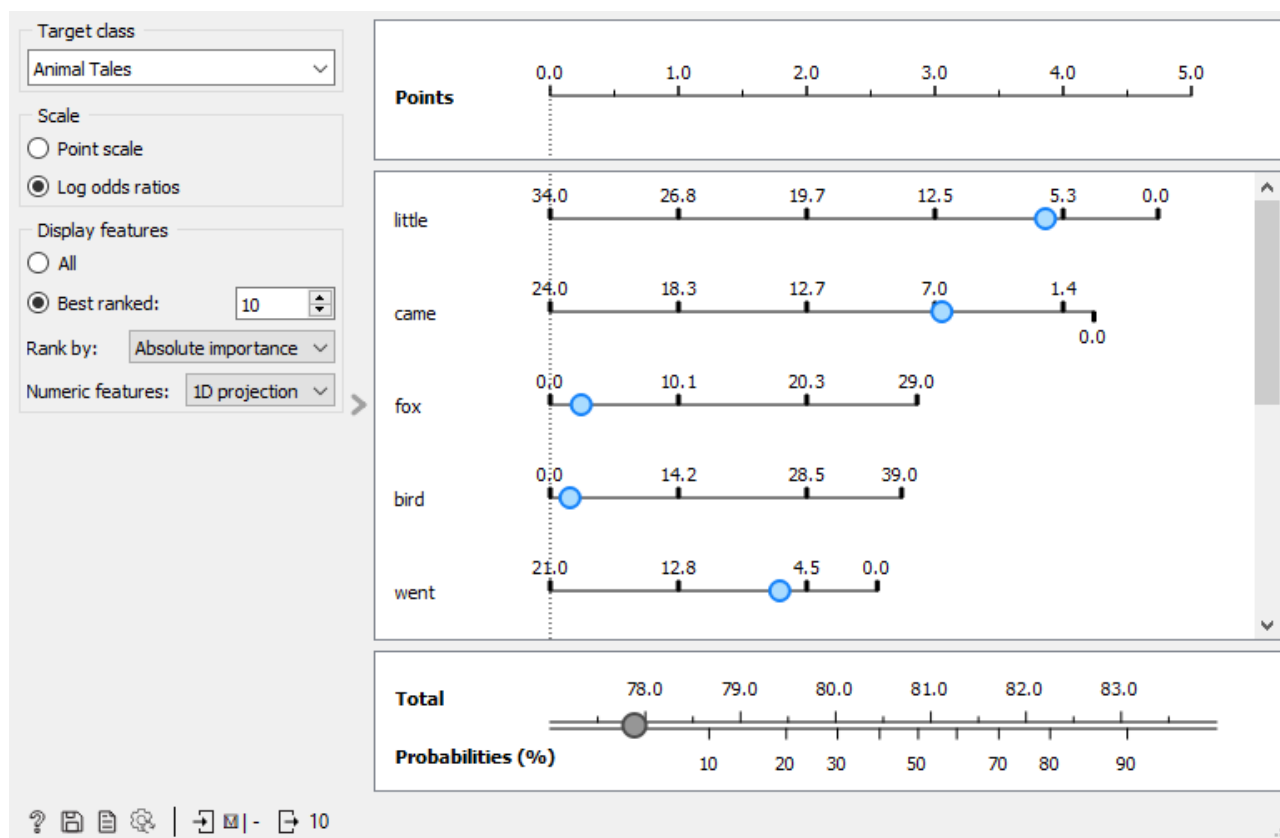 Target class
Animal Tales
Scale
Point scale
Log odds ratios
Display features
All
Best ranked: 10
Rank by: Absolute importance
Numeric features: 1D projection
0.0 1.0 2.0 3.0 4.0 5.0
Points
34.0 26.8 19.7 12.5 5.3 0.0
little
24.0 18.3 12.7 7.0 1.4
came
0.0
0.0 10.1 20.3 29.0
fox
0.0 14.2 28.5 39.0
bird
21.0 12.8 4.5 0.0
went
78.0 79.0 80.0 81.0 82.0 83.0
Total
Probabilities (%)
10 20 30 50 70 80 90
? M | - 10